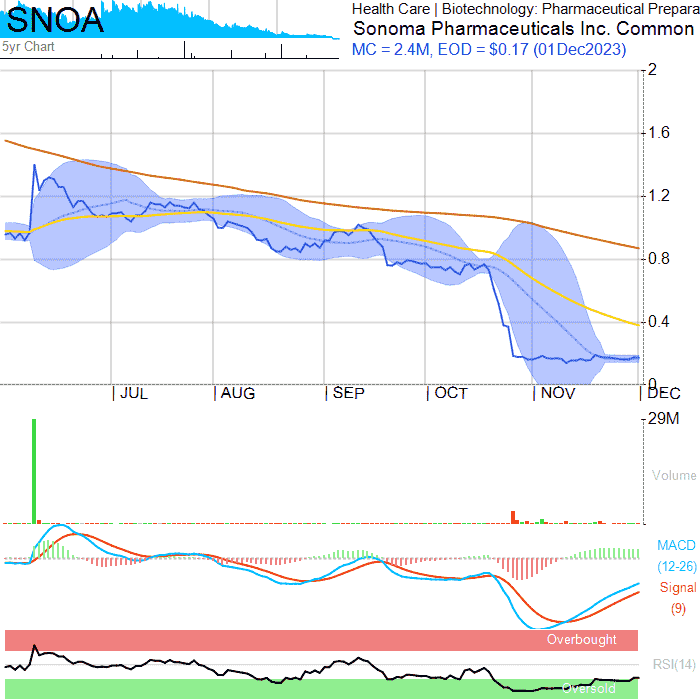 SNOA
5yr Chart
Health Care | Biotechnology: Pharmaceutical Prepara
Sonoma Pharmaceuticals Inc. Common
MC = 2.4M, EOD = $0.17 (01Dec2023)
2
1.6
1.2
0.8
0.4
0
JUL
AUG
SEP
OCT
NOV
DEC
29M
Volume
MACD
(12-26)
Signal
(9)
Overbought
RSI(14)
Oversold